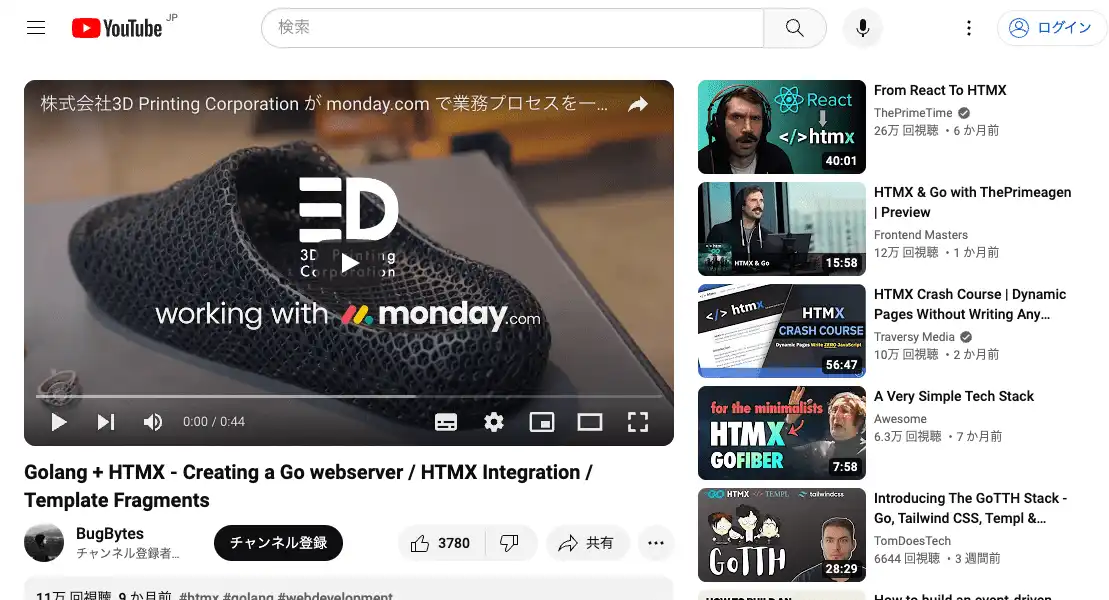 YouTube JP
検索
ログイン
株式会社3D Printing Corporation が monday.com で業務プロセスを一...
3D
3D Printing
Corporation
working with monday.com
0:00 / 0:44
Golang + HTMX - Creating a Go webserver / HTMX Integration /
Template Fragments
BugBytes
チャンネル登録者...
チャンネル登録
3780
共有
11万 回視聴 9 か月前 #htmx #golang #webdevelopment
React
</>htmx
40:01
From React To HTMX
ThePrimeTime
26万 回視聴 ・6 か月前
HTMX & Go
15:58
HTMX & Go with ThePrimeagen
| Preview
Frontend Masters
12万 回視聴 ・1 か月前
</> htmx
HTMX
CRASH COURSE
Dynamic Pages Write ZERO JavaScript
56:47
HTMX Crash Course | Dynamic
Pages Without Writing Any...
Traversy Media
10万 回視聴 ・2 か月前
for the minimalists
HTMX
GOFIBER
7:58
A Very Simple Tech Stack
Awesome
6.3万 回視聴 ・7 か月前
GO HTMX </> TEMPL tailwindcss
GoTTH
28:29
Introducing The GoTTH Stack -
Go, Tailwind CSS, Templ &...
TomDoesTech
6644 回視聴 ・3 週間前
HOW TO BUILD AN
How to build an event-driven